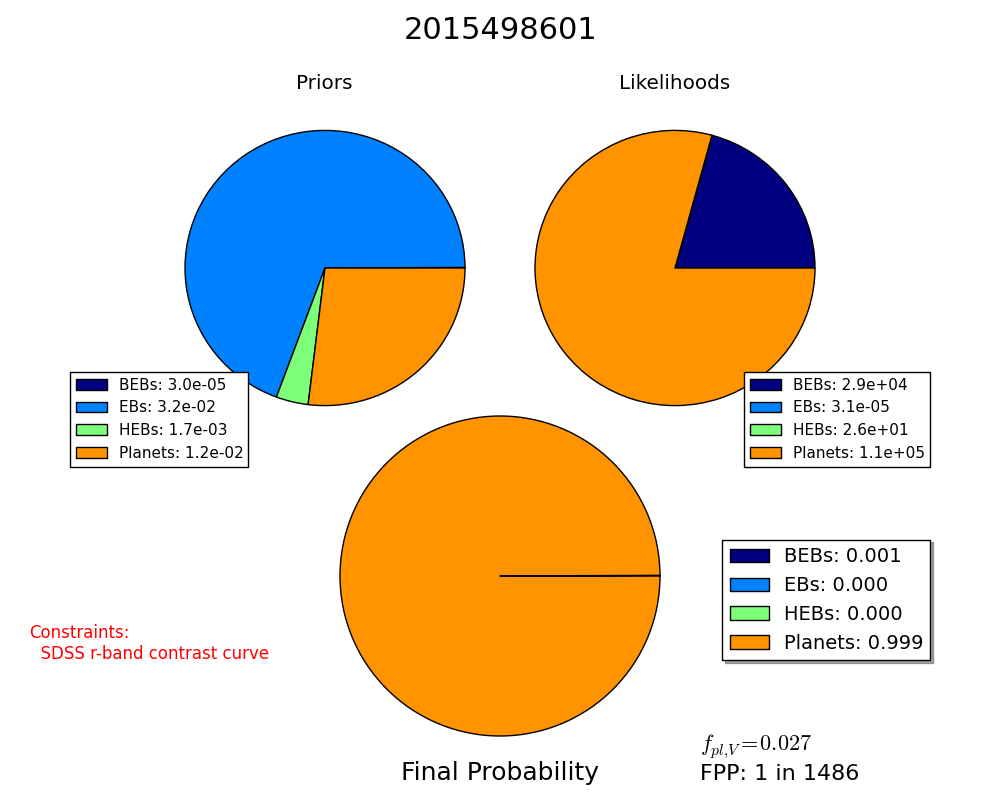 2015498601
Priors
Likelihoods
BEBs: 3.0e-05
EBs: 3.2e-02
HEBs: 1.7e-03
Planets: 1.2e-02
BEBs: 2.9e+04
EBs: 3.1e-05
HEBs: 2.6e+01
Planets: 1.1e+05
BEBs: 0.001
EBs: 0.000
HEBs: 0.000
Planets: 0.999
Constraints:
SDSS r-band contrast curve
f_{pl,V}=0.027
Final Probability
FPP: 1 in 1486